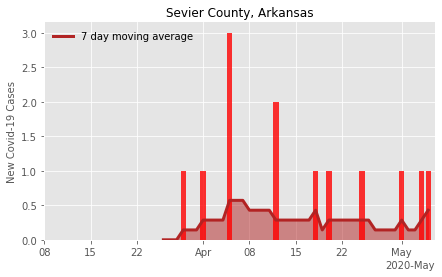 Sevier County, Arkansas
7 day moving average
New Covid-19 Cases
3.0
2.5
2.0
1.5
1.0
0.5
0.0
08 15 22 Apr 08 15 22 May
2020-May